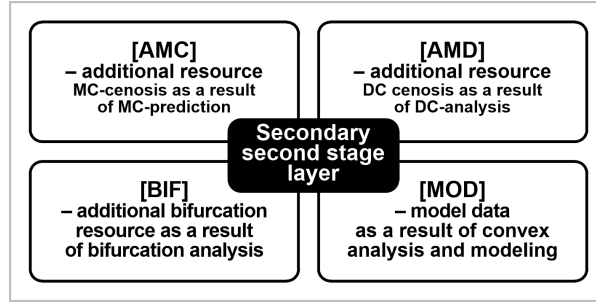 [AMC]
– additional resource
MC-cenosis as a result
of MC-prediction
[AMD]
– additional resource
DC cenosis as a result
of DC-analysis
Secondary
second stage
layer
[BIF]
– additional bifurcation
resource as a result
of bifurcation analysis
[MOD]
– model data
as a result of convex
analysis and modeling